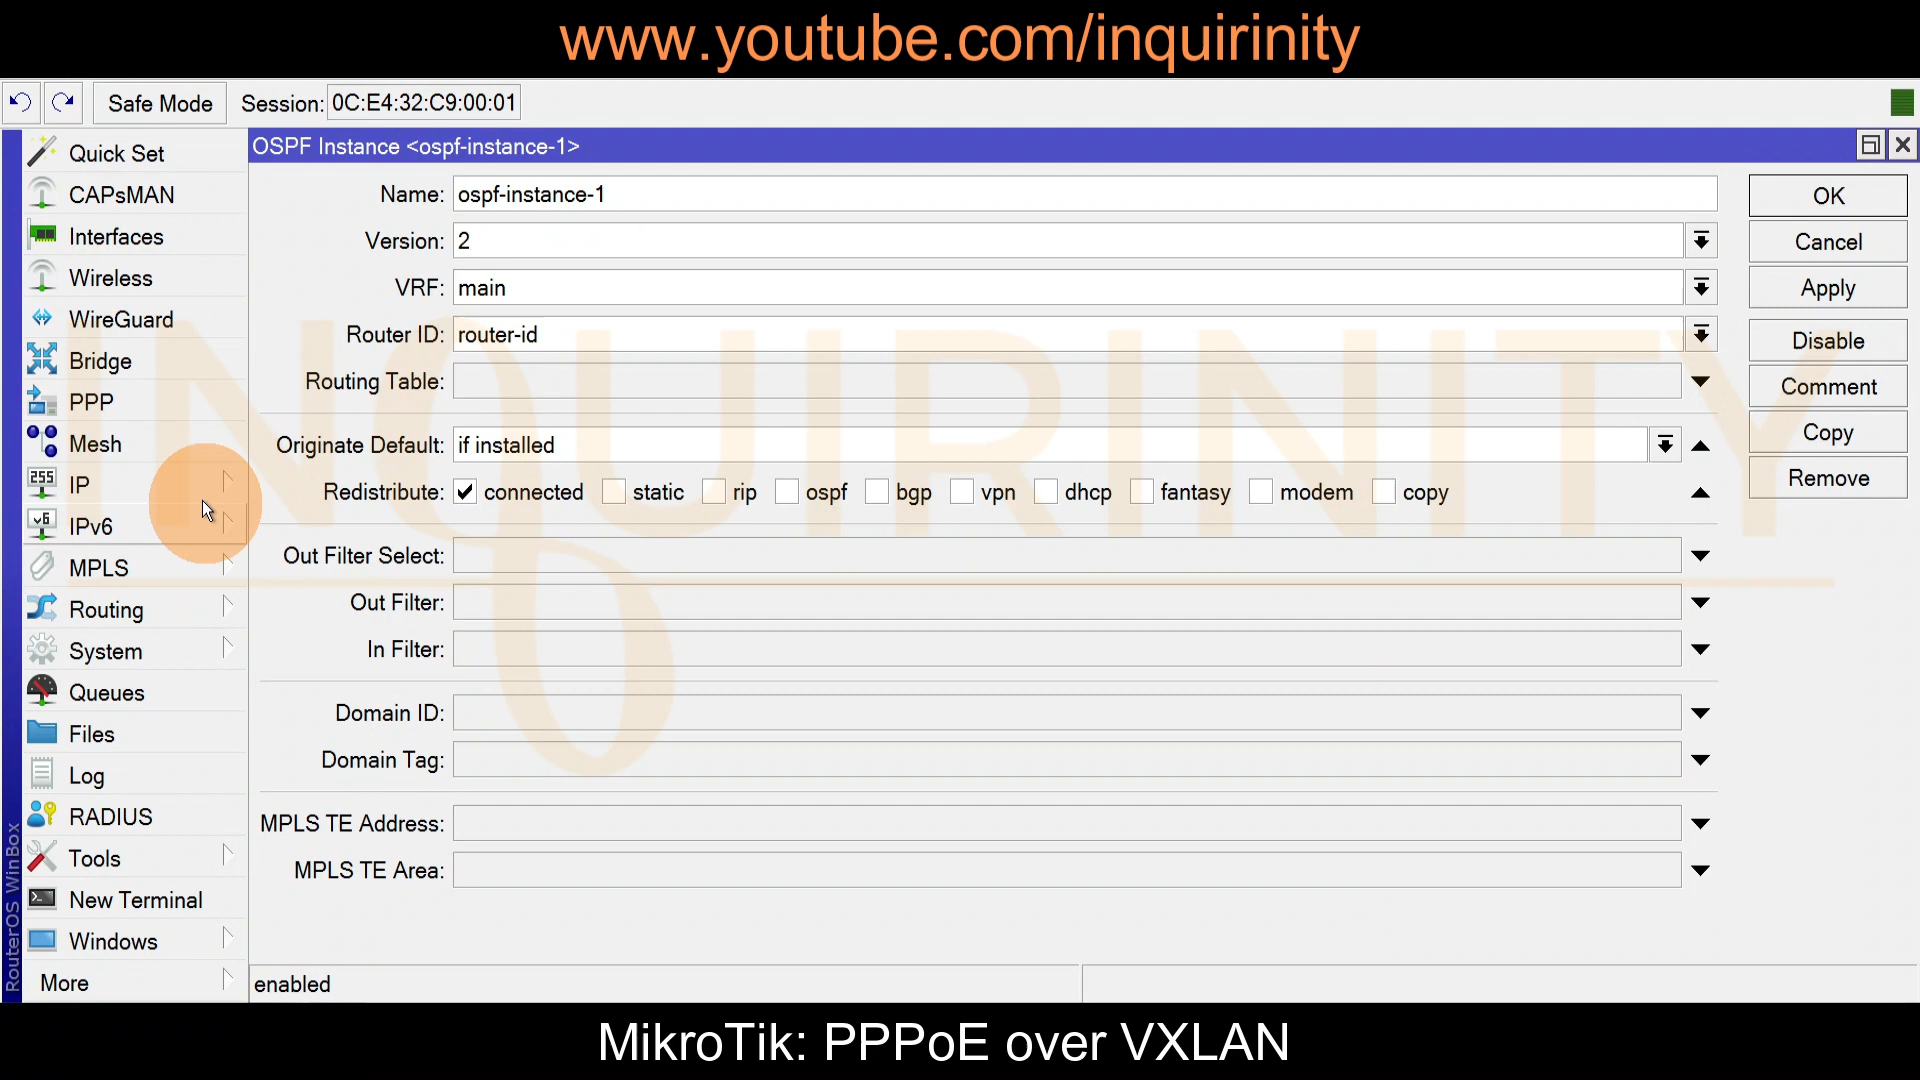 www.youtube.com/inquirinity
Safe Mode Session: 0C:E4:32:C9:00:01
OSPF Instance <ospf-instance-1>
Quick Set
CAPsMAN
Interfaces
Wireless
WireGuard
Bridge
PPP
Mesh
255 IP
v6 IPv6
MPLS
Routing
System
Queues
Files
Log
RADIUS
Tools
New Terminal
Windows
More
RouterOS WinBox
Name: ospf-instance-1
Version: 2
VRF: main
Router ID: router-id
Routing Table:
Originate Default: if installed
Redistribute: connected static rip ospf bgp vpn dhcp fantasy modem copy
Out Filter Select:
Out Filter:
In Filter:
Domain ID:
Domain Tag:
MPLS TE Address:
MPLS TE Area:
OK
Cancel
Apply
Disable
Comment
Copy
Remove
INQUIRINITY
enabled
MikroTik: PPPoE over VXLAN